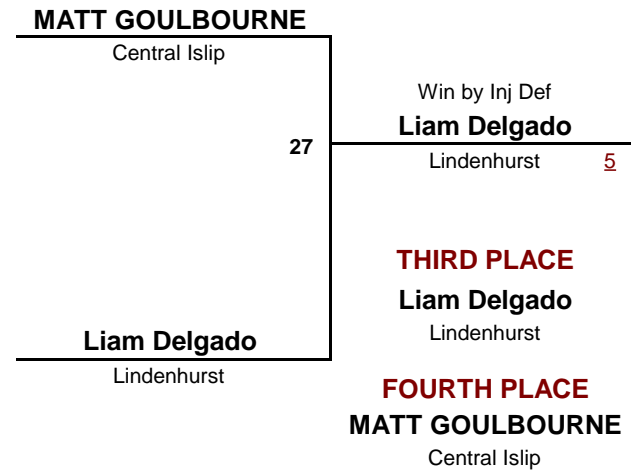 MATT GOULBOURNE
Central Islip
Win by Inj Def
Liam Delgado
27
Lindenhurst 5
THIRD PLACE
Liam Delgado
Lindenhurst
Liam Delgado
Lindenhurst
FOURTH PLACE
MATT GOULBOURNE
Central Islip